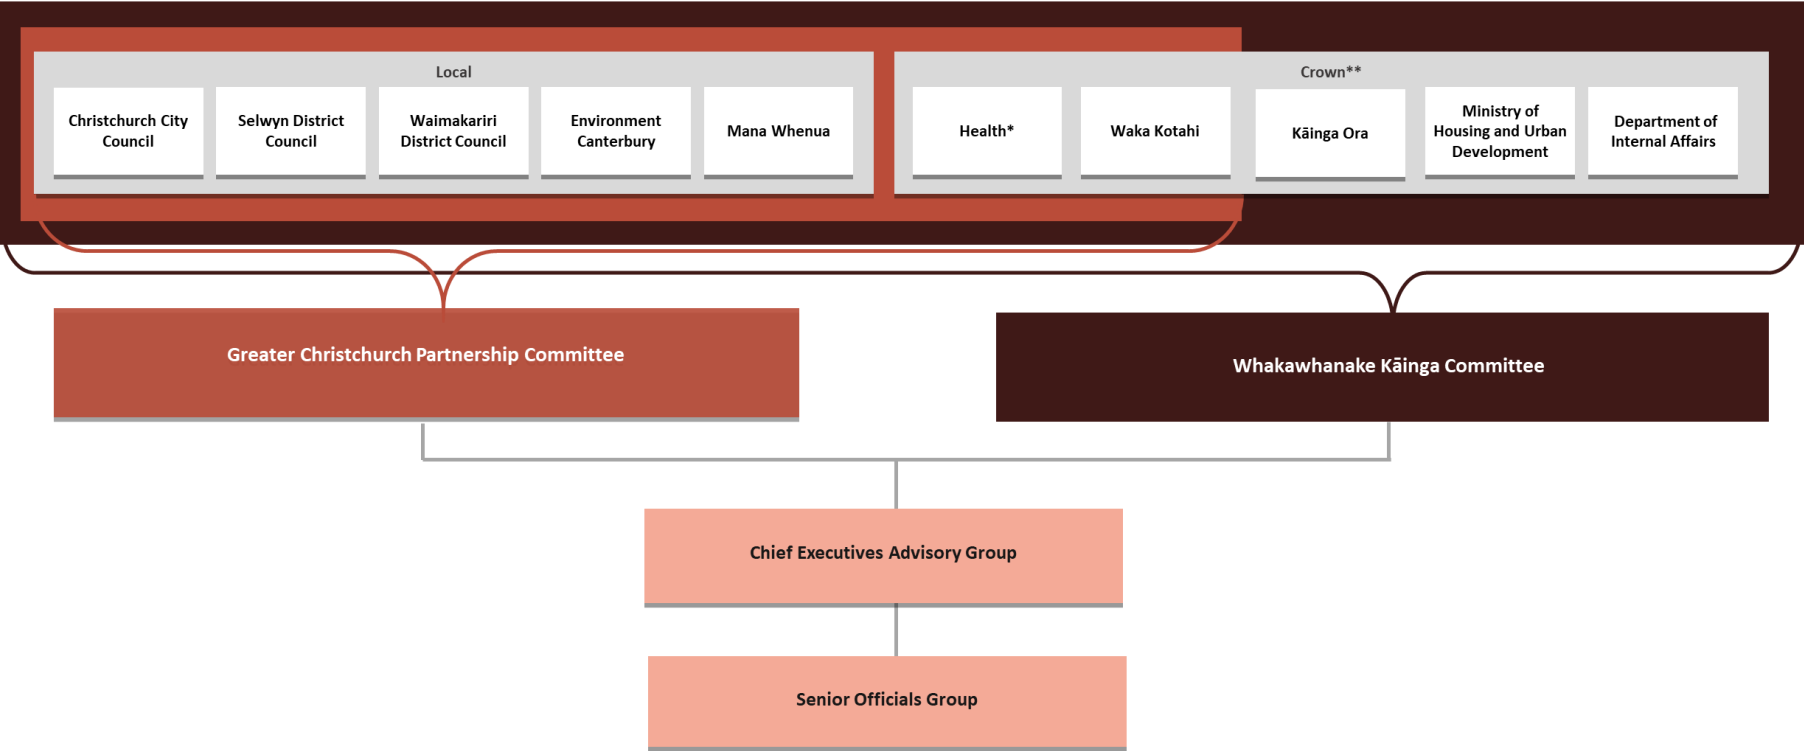 Local
Christchurch City
Council
Selwyn District
Council
Waimakariri
District Council
Environment
Canterbury
Mana Whenua
Crown**
Health*
Waka Kotahi
Kāinga Ora
Ministry of
Housing and Urban
Development
Department of
Internal Affairs
Greater Christchurch Partnership Committee
Whakawhanake Kāinga Committee
Chief Executives Advisory Group
Senior Officials Group